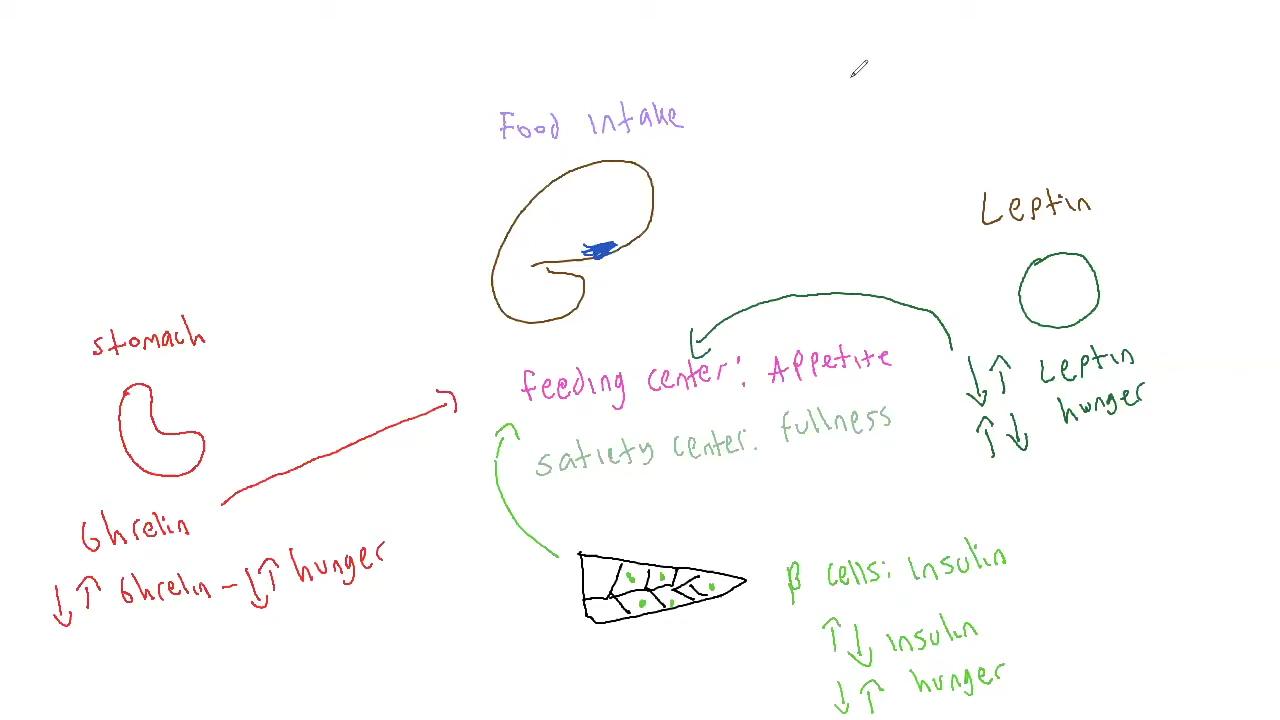 Food Intake
Leptin
stomach
feeding center: Appetite
satiety center: fullness
↓↑ Leptin
↑↓ hunger
Ghrelin
↓↑ Ghrelin - ↓↑ hunger
β cells: insulin
↑↓ insulin
↓↑ hunger